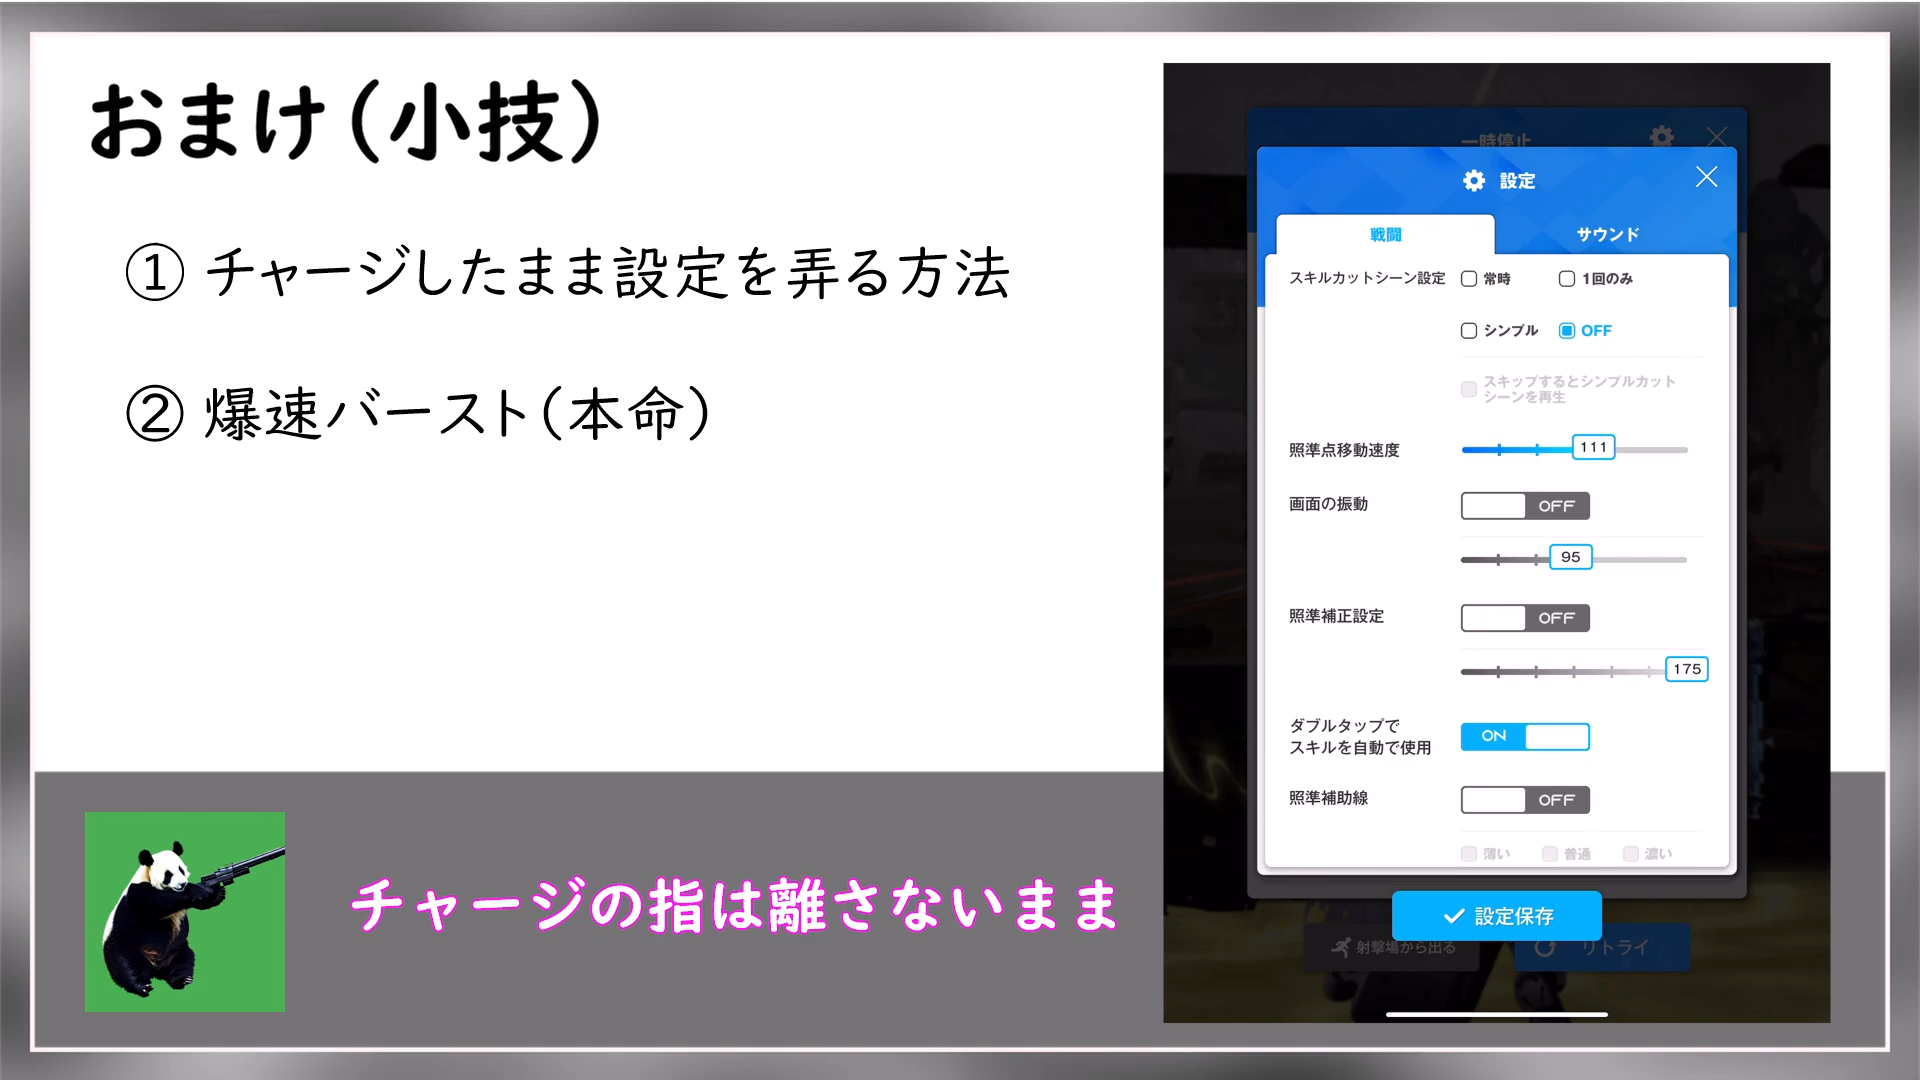 おまけ（小技）
① チャージしたまま設定を弄る方法
② 爆速バースト（本命）
チャージの指は離さないまま
一時停止
設定
戦闘
サウンド
スキルカットシーン設定
常時
1回のみ
シンプル
OFF
スキップするとシンプルカット
シーンを再生
照準点移動速度
111
画面の振動
OFF
95
照準補正設定
OFF
175
ダブルタップで
スキルを自動で使用
ON
照準補助線
OFF
薄い
普通
濃い
設定保存
射撃場から出る
リトライ